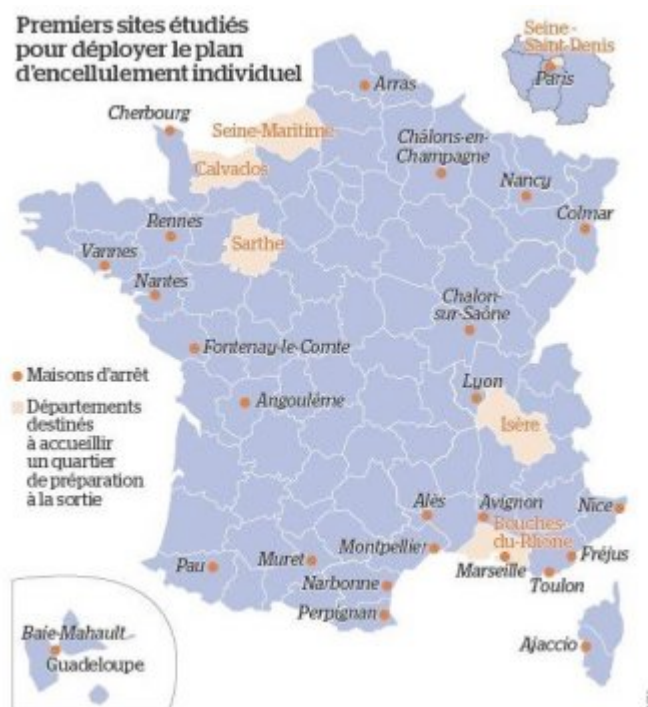 Premiers sites étudiés
pour déployer le plan
d'encellulement individuel
Seine-
Saint-Denis
Paris
Arras
Cherbourg
Seine-Maritime
Calvados
Châlons-en-
Champagne
Nancy
Colmar
Rennes
Sarthe
Vannes
Nantes
Chalon-
sur-Saône
Fontenay-le-Comte
Maisons d'arrêt
Départements
destinés
à accueillir
un quartier
de préparation
à la sortie
Angoulême
Lyon
Isère
Alès
Avignon
Nice
Bouches-
du-Rhône
Montpellier
Marseille
Fréjus
Toulon
Pau
Muret
Narbonne
Perpignan
Baie-Mahault
Guadeloupe
Ajaccio